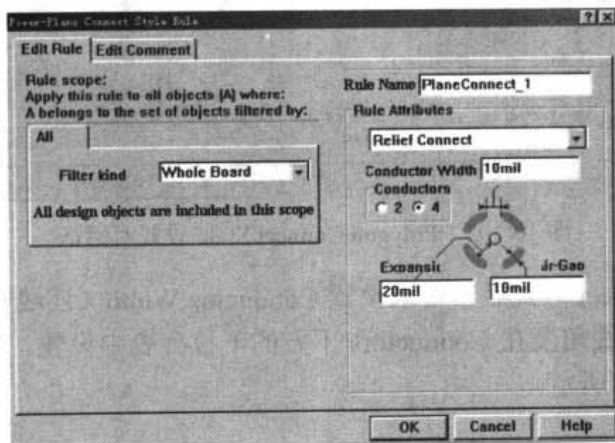 Power-Plane Connect Style Rule
Edit Rule
Edit Comment
Rule scope:
Apply this rule to all objects (A) where:
A belongs to the set of objects filtered by:
All
Filter kind
Whole Board
All design objects are included in this scope
Rule Name
PlaneConnect_1
Rule Attributes
Relief Connect
Conductor Width
10mil
Conductors
2
4
Expansic
ir-Gap
20mil
10mil
OK
Cancel
Help